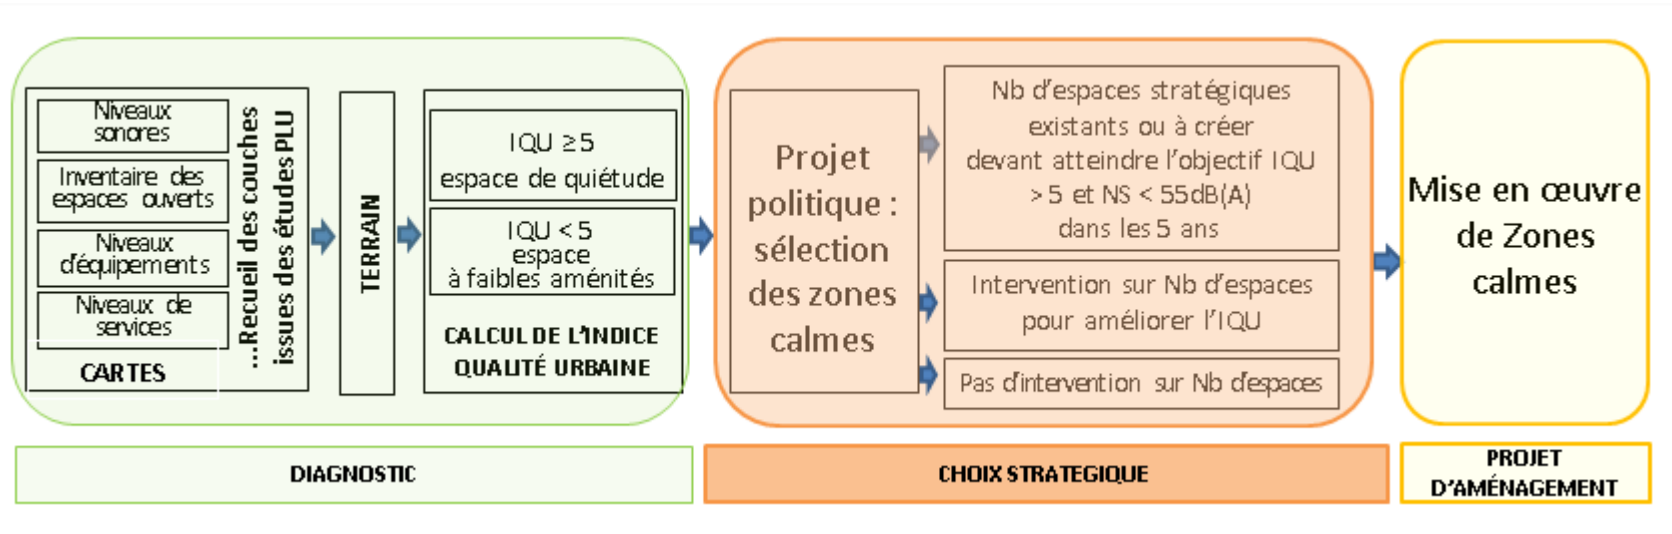 Niveaux
sonores
Inventaire des
espaces ouverts
Niveaux
d'équipements
Niveaux de
services
CARTES
...Recueil des couches
issues des études PLU
TERRAIN
IQU ≥ 5
espace de quiétude
IQU < 5
espace
à faibles aménités
CALCUL DE L'INDICE
QUALITÉ URBAINE
Projet
politique :
sélection
des zones
calmes
Nb d'espaces stratégiques
existants ou à créer
devant atteindre l'objectif IQU
> 5 et NS < 55dB(A)
dans les 5 ans
Intervention sur Nb d'espaces
pour améliorer l'IQU
Pas d'intervention sur Nb d'espaces
Mise en œuvre
de Zones
calmes
DIAGNOSTIC
CHOIX STRATEGIQUE
PROJET
D'AMÉNAGEMENT